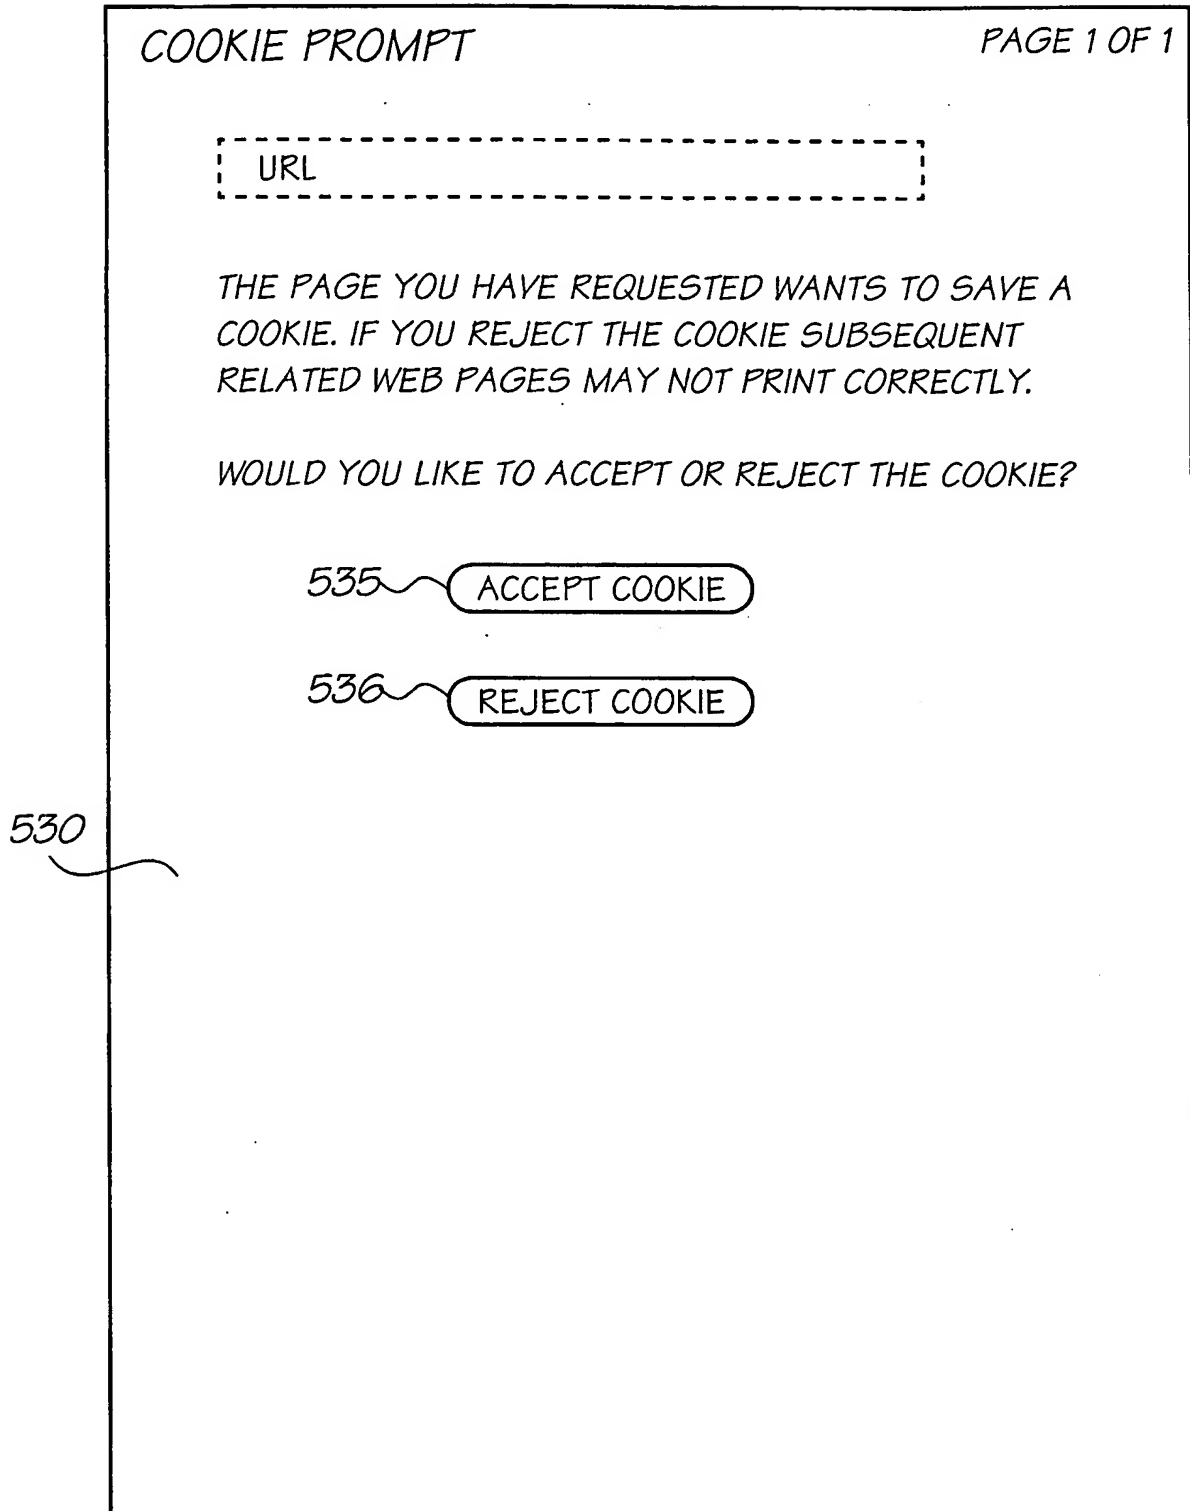 COOKIE PROMPT
PAGE 1 OF 1
URL
THE PAGE YOU HAVE REQUESTED WANTS TO SAVE A
COOKIE. IF YOU REJECT THE COOKIE SUBSEQUENT
RELATED WEB PAGES MAY NOT PRINT CORRECTLY.
WOULD YOU LIKE TO ACCEPT OR REJECT THE COOKIE?
535 ACCEPT COOKIE
536 REJECT COOKIE
530